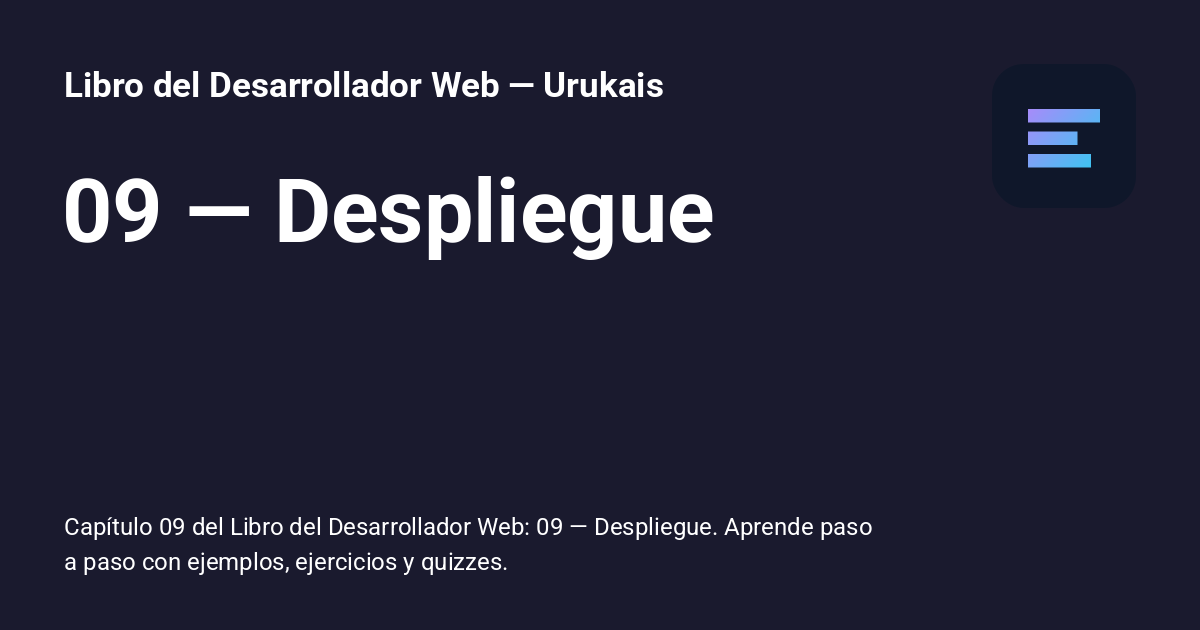 Libro del Desarrollador Web — Urukais
09 — Despliegue
Capítulo 09 del Libro del Desarrollador Web: 09 — Despliegue. Aprende paso
a paso con ejemplos, ejercicios y quizzes.